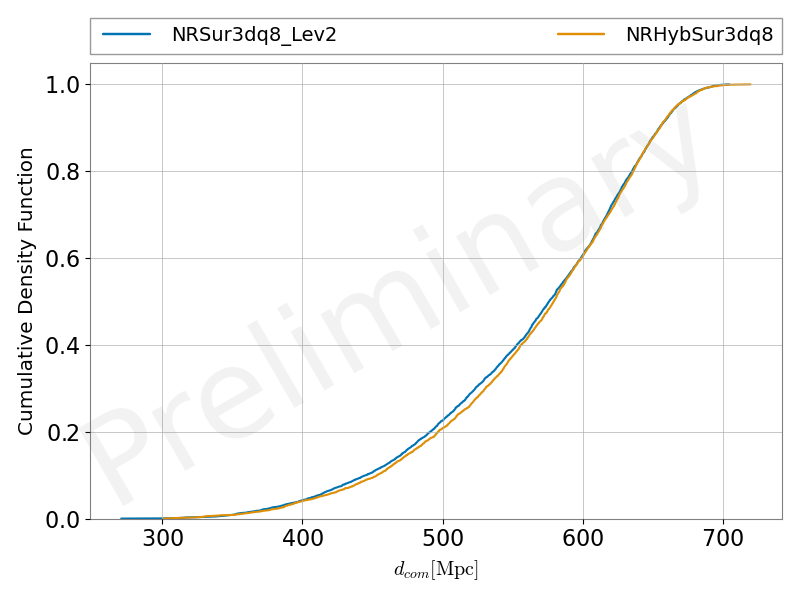 NRSur3dq8_Lev2 NRHybSur3dq8
Cumulative Density Function
1.0
0.8
0.6
0.4
0.2
0.0
Preliminary
300 400 500 600 700
d_com[Mpc]